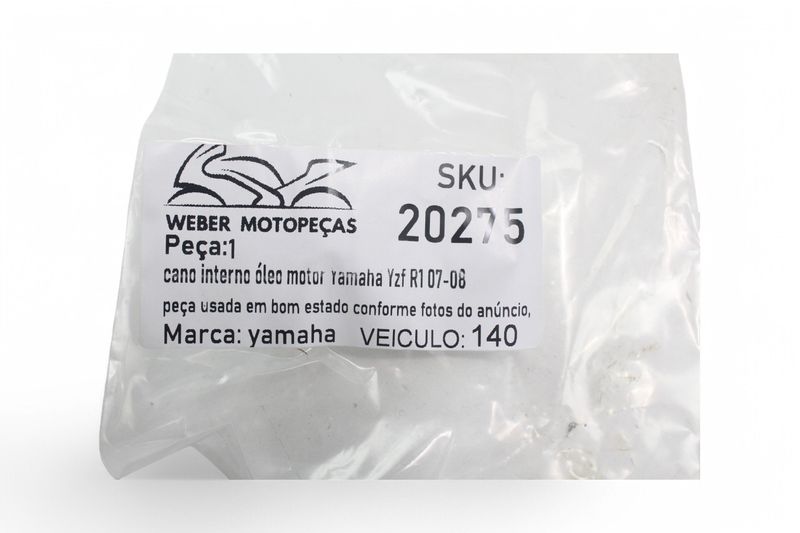 SKU:
20275
WEBER MOTOPEÇAS
Peça:1
cano interno óleo motor Yamaha Yzf R1 07-08
peça usada em bom estado conforme fotos do anúncio,
Marca: yamaha VEICULO: 140